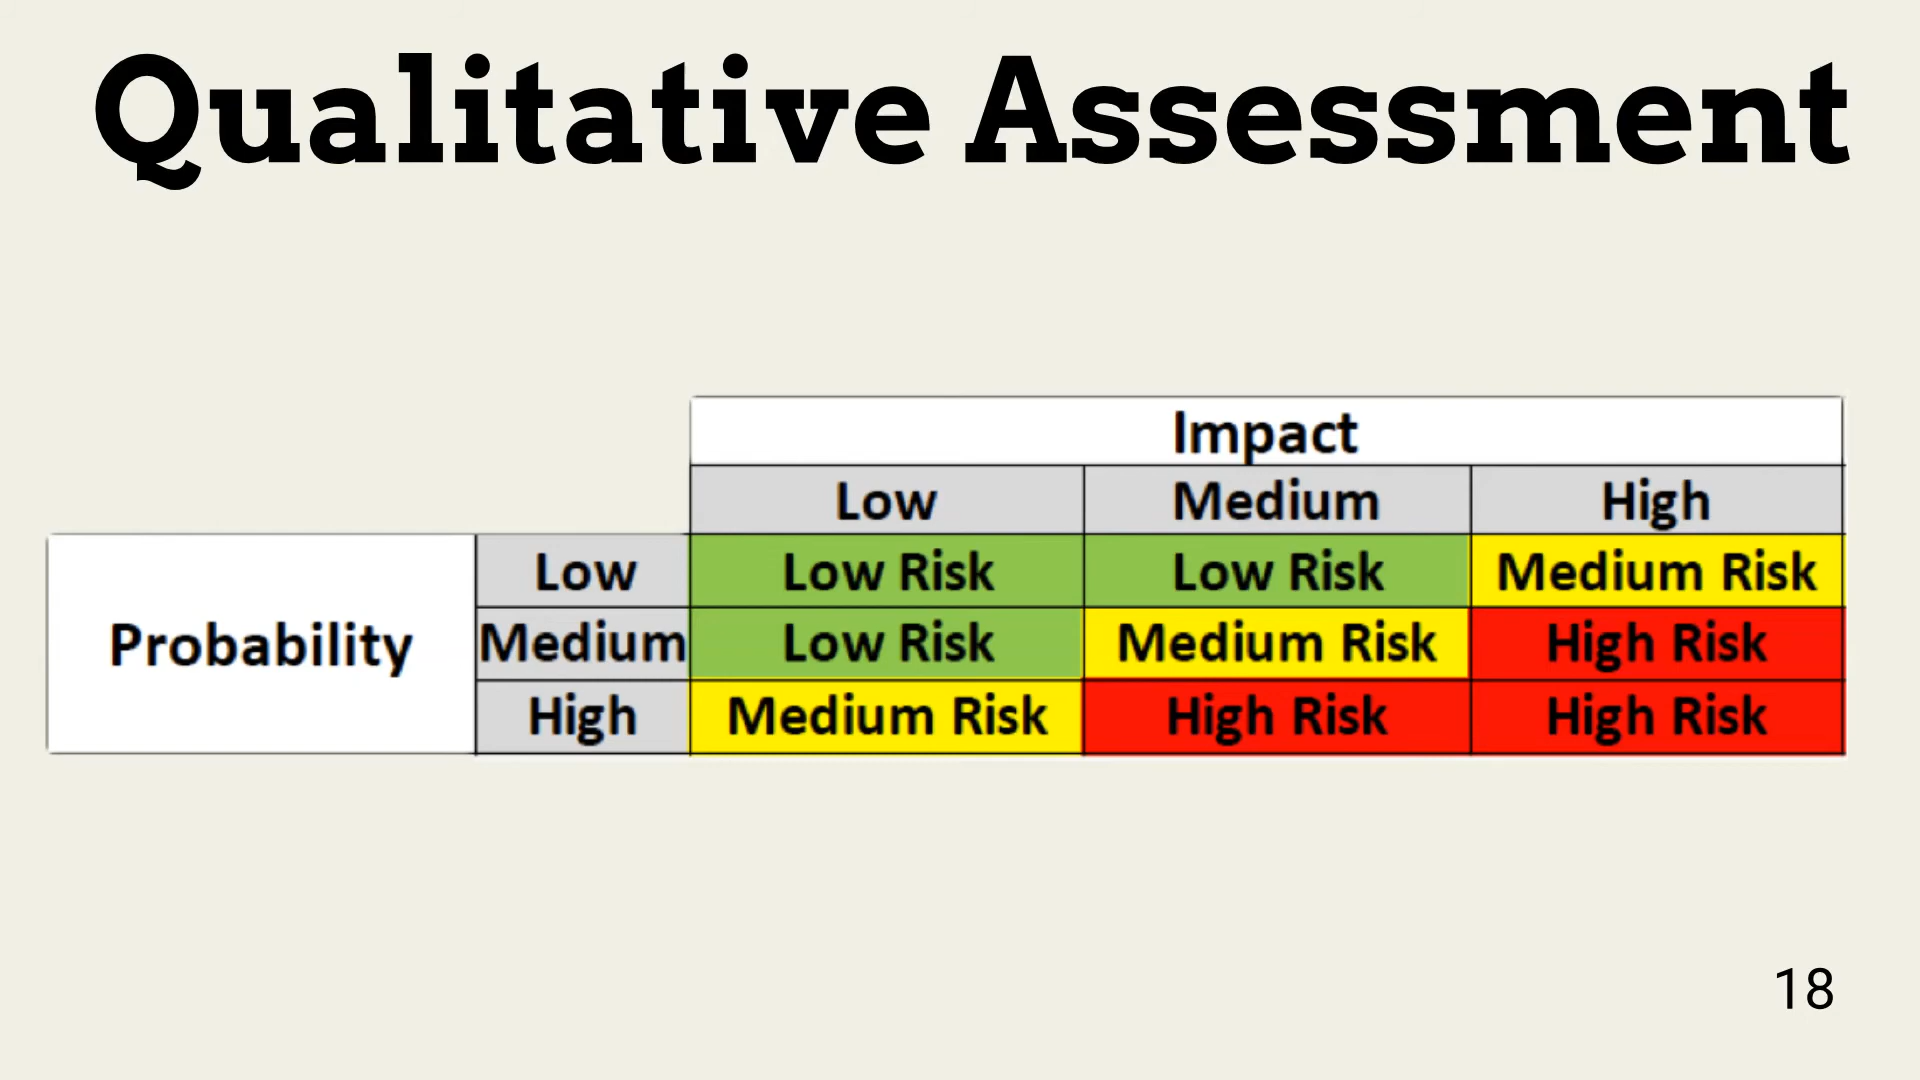 Qualitative Assessment
Impact
Low Medium High
Low Low Risk Low Risk Medium Risk
Probability Medium Low Risk Medium Risk High Risk
High Medium Risk High Risk High Risk
18